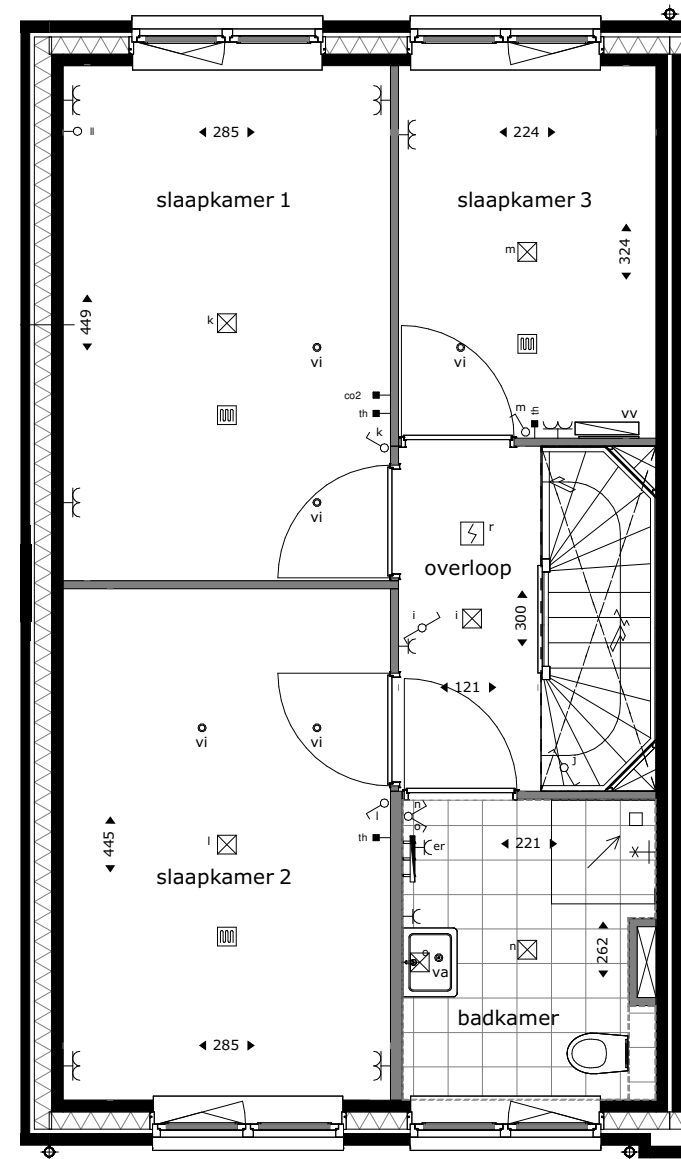 285
224
ll
slaapkamer 1
slaapkamer 3
m
324
449
k
vi
vi
co2
th
k
m
th
vv
vi
r
overloop
i
i
300
121
vi
vi
J
l
n
o
th
er
221
445
l
slaapkamer 2
n
262
o
va
badkamer
285